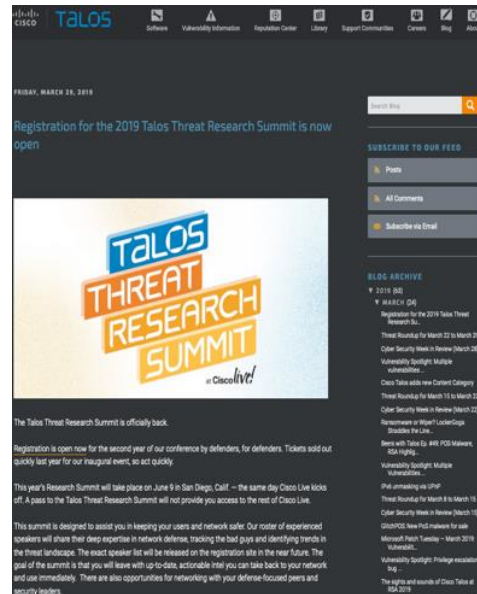 CISCO TALOS Software Vulnerability Information Reputation Center Library Support Communities Careers Blog
FRIDAY, MARCH 29, 2019
Registration for the 2019 Talos Threat Research Summit is now
open
TALOS
THREAT
RESEARCH
SUMMIT
at Cisco live!
The Talos Threat Research Summit is officially back.
Registration is open now for the second year of our conference by defenders, for defenders. Tickets sold out
quickly last year for our inaugural event, so act quickly.
This year's Research Summit will take place on June 9 in San Diego, Calif. — the same day Cisco Live kicks
off. A pass to the Talos Threat Research Summit will not provide you access to the rest of Cisco Live.
This summit is designed to assist you in keeping your users and network safer. Our roster of experienced
speakers will share their deep expertise in network defense, tracking the bad guys and identifying trends in
the threat landscape. The exact speaker list will be released on the registration site in the near future. The
goal of the summit is that you will leave with up-to-date, actionable intel you can take back to your network
and use immediately. There are also opportunities for networking with your defense-focused peers and
security leaders.
Search Blog
SUBSCRIBE TO OUR FEED
Posts
All Comments
Subscribe via Email
BLOG ARCHIVE
▼ 2019 (63)
▼ MARCH (24)
Registration for the 2019 Talos Threat
Research Su...
Threat Roundup for March 22 to March
Cyber Security Week in Review (March 28)
Vulnerability Spotlight: Multiple
vulnerabilities ...
Cisco Talos adds new Content Category
Threat Roundup for March 15 to March
Cyber Security Week in Review (March 22)
Ransomware or Wiper? LockerGoga
Straddles the Line...
Beers with Talos Ep. #49: POS Malware,
RSA Highlig...
Vulnerability Spotlight: Multiple
Vulnerabilities...
IPv6 unmasking via UPnP
Threat Roundup for March 8 to March
Cyber Security Week in Review (March
GlitchPOS: New PoS malware for sale
Microsoft Patch Tuesday — March 2019:
Vulnerabilit...
Vulnerability Spotlight: Privilege escalation
bug ...
The sights and sounds of Cisco Talos at
RSA 2019